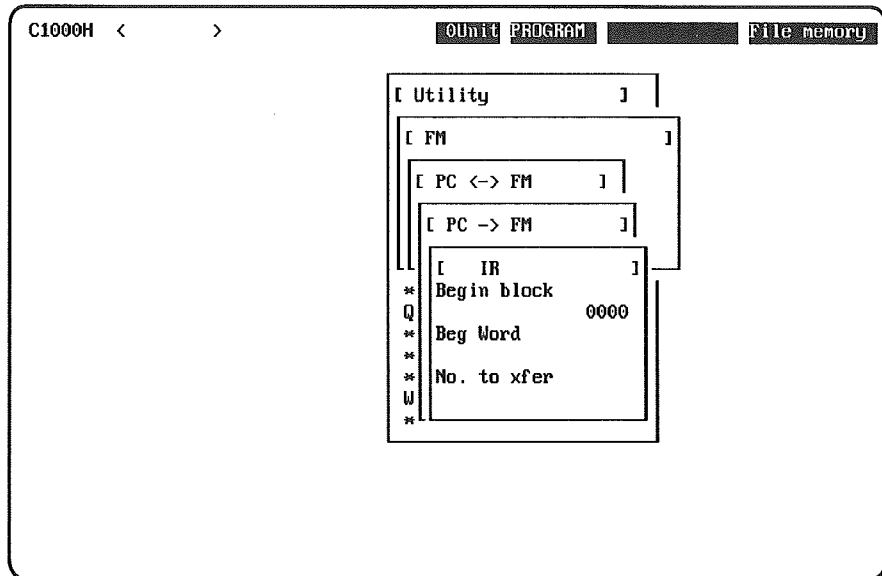 C1000H < > 0Unit PROGRAM File memory
[ Utility ]
[ FM ]
[ PC <-> FM ]
[ PC -> FM ]
[ IR ]
* Begin block
Q 0000
* Beg Word
*
* No. to xfer
W
*